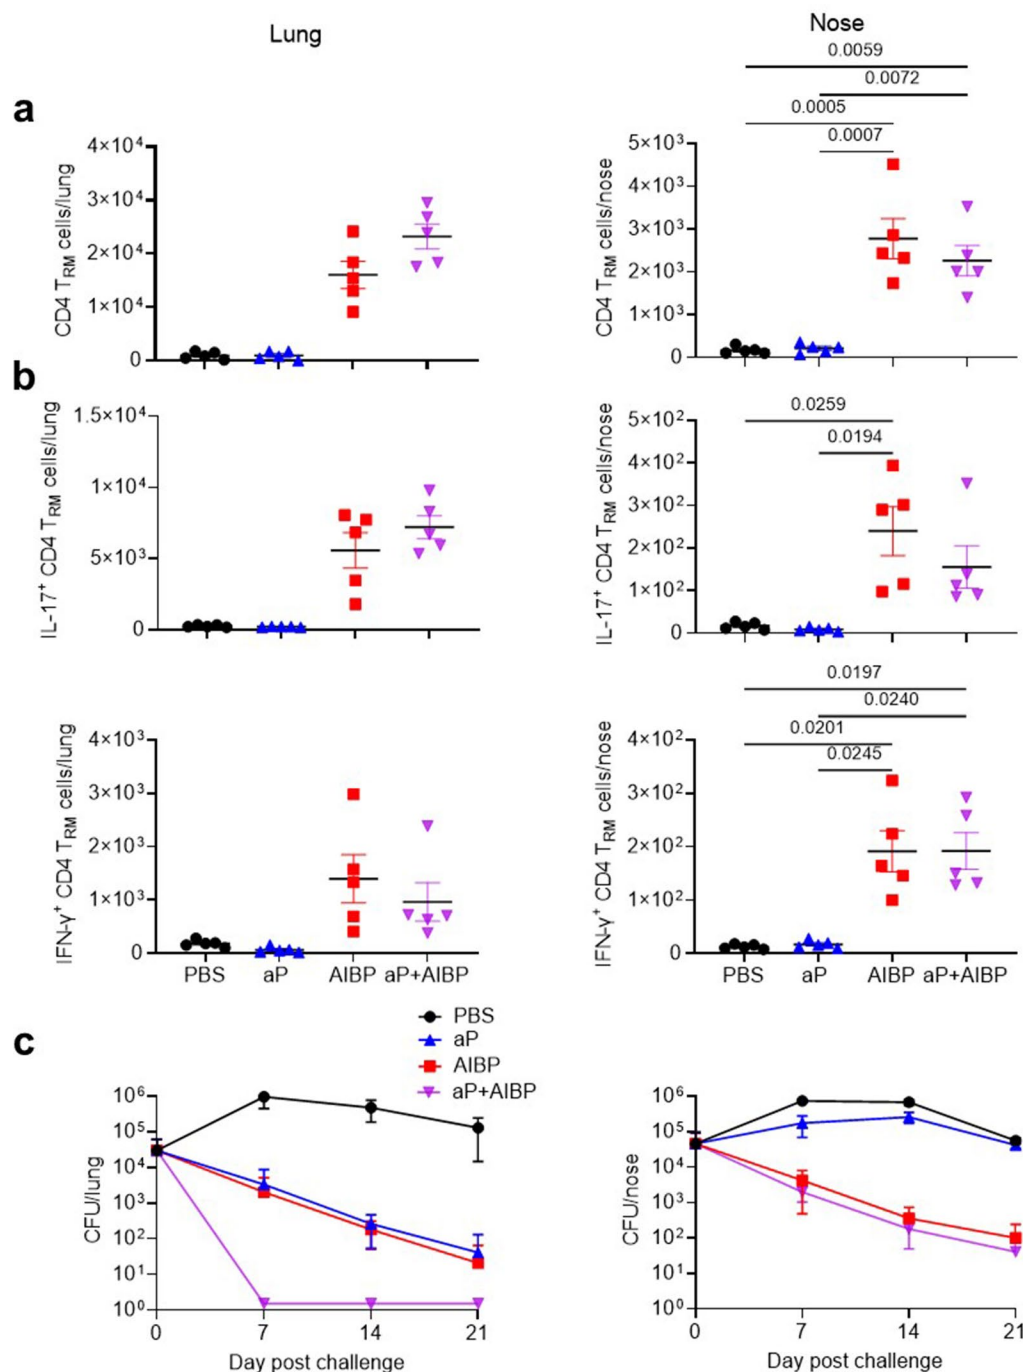 Lung
Nose
a
4×10⁴
3×10⁴
2×10⁴
1×10⁴
0
CD4 T_RM cells/lung
0.0059
0.0072
0.0005
0.0007
5×10³
4×10³
3×10³
2×10³
1×10³
0
CD4 T_RM cells/nose
b
1.5×10⁴
1×10⁴
5×10³
0
IL-17⁺ CD4 T_RM cells/lung
0.0259
0.0194
5×10²
4×10²
3×10²
2×10²
1×10²
0
IL-17⁺ CD4 T_RM cells/nose
4×10³
3×10³
2×10³
1×10³
0
IFN-γ⁺ CD4 T_RM cells/lung
PBS aP AIBP aP+AIBP
0.0197
0.0240
0.0201
0.0245
4×10²
3×10²
2×10²
1×10²
0
IFN-γ⁺ CD4 T_RM cells/nose
PBS aP AIBP aP+AIBP
c
PBS
aP
AIBP
aP+AIBP
10⁶
10⁵
10⁴
10³
10²
10¹
10⁰
CFU/lung
0 7 14 21
Day post challenge
10⁶
10⁵
10⁴
10³
10²
10¹
10⁰
CFU/nose
0 7 14 21
Day post challenge